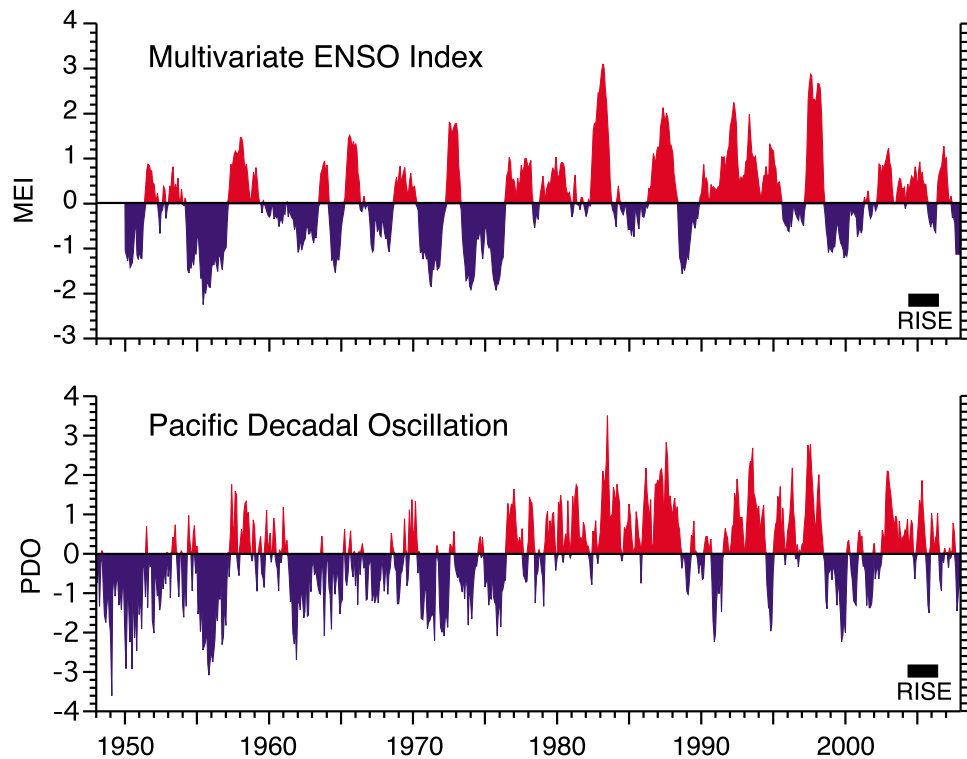 4
Multivariate ENSO Index
3
2
1
MEI
0
-1
-2
RISE
-3
4
Pacific Decadal Oscillation
3
2
1
PDO
0
-1
-2
-3
RISE
-4
1950 1960 1970 1980 1990 2000